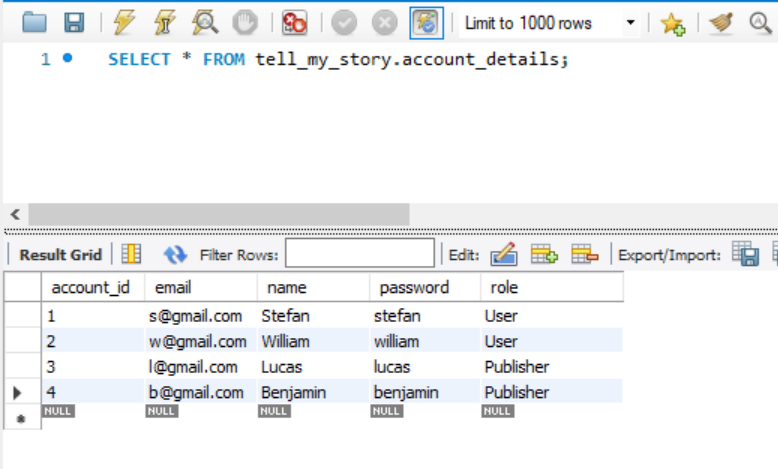 Limit to 1000 rows
1 SELECT * FROM tell_my_story.account_details;
<
Result Grid Filter Rows: Edit: Export/Import:
account_id email name password role
1 s@gmail.com Stefan stefan User
2 w@gmail.com William william User
3 l@gmail.com Lucas lucas Publisher
4 b@gmail.com Benjamin benjamin Publisher
* NULL NULL NULL NULL NULL